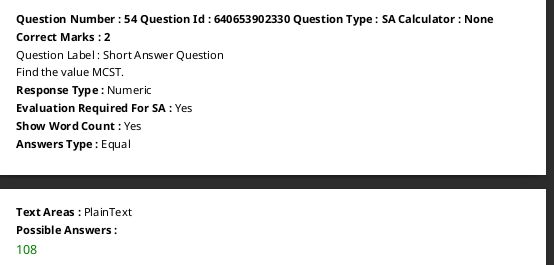 Question Number : 54 Question Id : 640653902330 Question Type : SA Calculator : None
Correct Marks : 2
Question Label : Short Answer Question
Find the value MCST.
Response Type : Numeric
Evaluation Required For SA : Yes
Show Word Count : Yes
Answers Type : Equal
Text Areas : PlainText
Possible Answers :
108